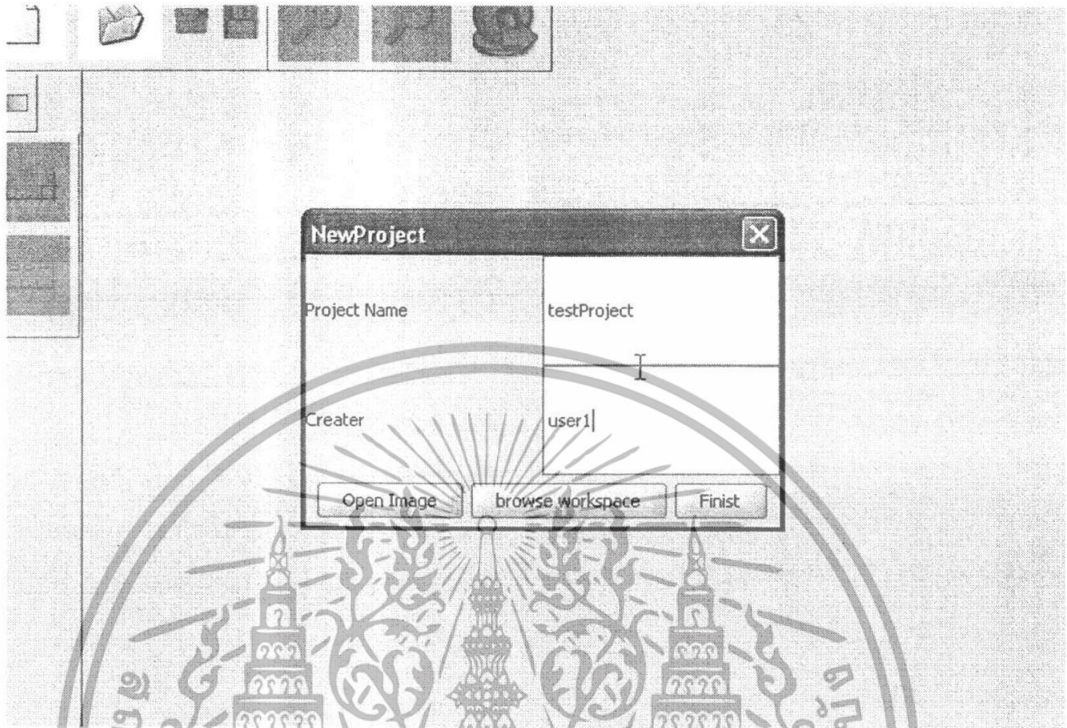 NewProject
Project Name
testProject
Creater
user1
Open Image browse workspace Finist